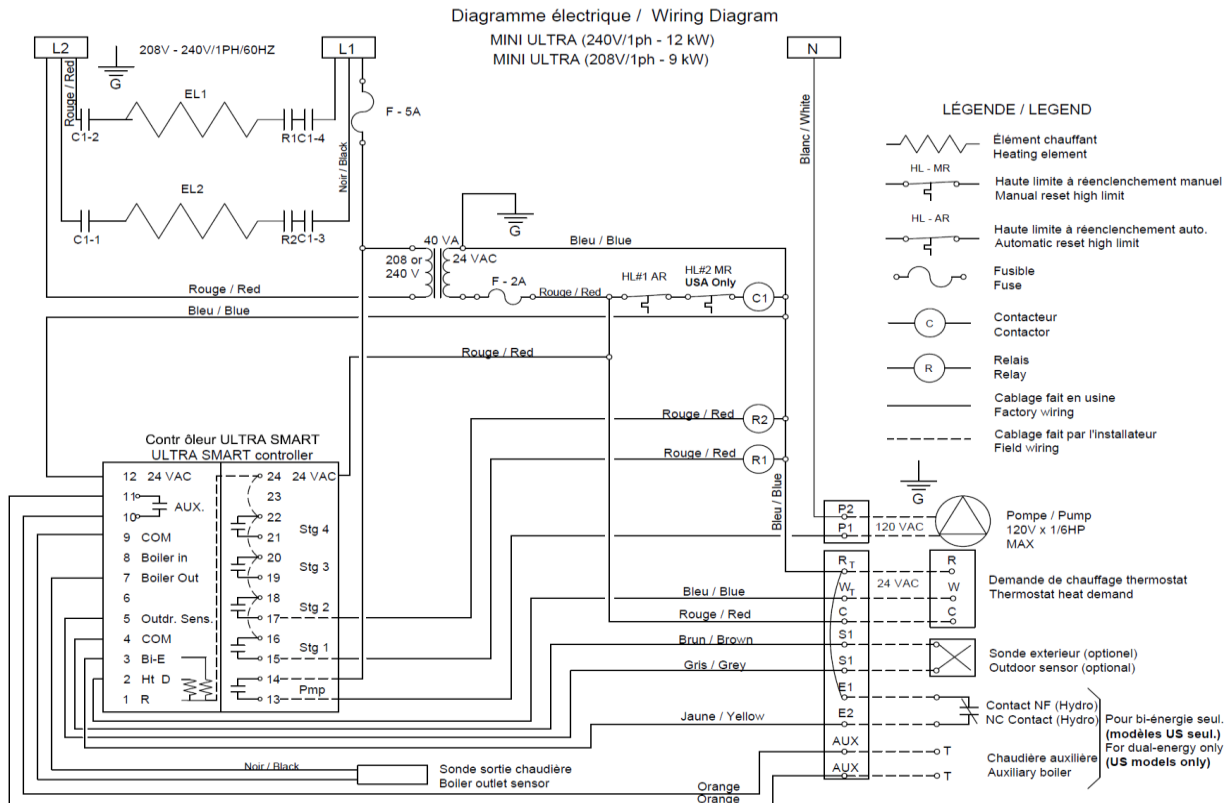 Diagramme électrique / Wiring Diagram
MINI ULTRA (240V/1ph - 12 kW)
MINI ULTRA (208V/1ph - 9 kW)
L2
208V - 240V/1PH/60HZ
L1
N
G
Rouge / Red
EL1
F - 5A
C1-2
R1C1-4
Noir / Black
Blanc / White
EL2
C1-1
R2C1-3
LÉGENDE / LEGEND
Élément chauffant
Heating element
HL - MR
Haute limite à réenclenchement manuel
Manual reset high limit
HL - AR
Haute limite à réenclenchement auto.
Automatic reset high limit
Fusible
Fuse
C
Contacteur
Contactor
R
Relais
Relay
Cablage fait en usine
Factory wiring
Cablage fait par l'installateur
Field wiring
G
G
40 VA
Bleu / Blue
208 or
240 V
24 VAC
F - 2A
HL#1 AR
HL#2 MR
USA Only
Rouge / Red
Rouge / Red
C1
Bleu / Blue
Rouge / Red
Rouge / Red
R2
Rouge / Red
R1
Bleu / Blue
Contr ôleur ULTRA SMART
ULTRA SMART controller
12 24 VAC
11
AUX.
10
9 COM
8 Boiler in
7 Boiler Out
6
5 Outdr. Sens.
4 COM
3 Bi-E
2 Ht D
1 R
24 24 VAC
23
22
Stg 4
21
20
Stg 3
19
18
Stg 2
17
16
Stg 1
15
14
Pmp
13
P2
P1
120 VAC
Pompe / Pump
120V x 1/6HP
MAX
RT
24 VAC
R
Bleu / Blue
WT
W
Demande de chauffage thermostat
Thermostat heat demand
Rouge / Red
C
C
Brun / Brown
S1
Gris / Grey
S1
Sonde exterieur (optionel)
Outdoor sensor (optional)
E1
Jaune / Yellow
E2
Contact NF (Hydro)
NC Contact (Hydro)
AUX
T
AUX
T
Chaudière auxilière
Auxiliary boiler
Pour bi-énergie seul.
(modèles US seul.)
For dual-energy only
(US models only)
Noir / Black
Sonde sortie chaudière
Boiler outlet sensor
Orange
Orange